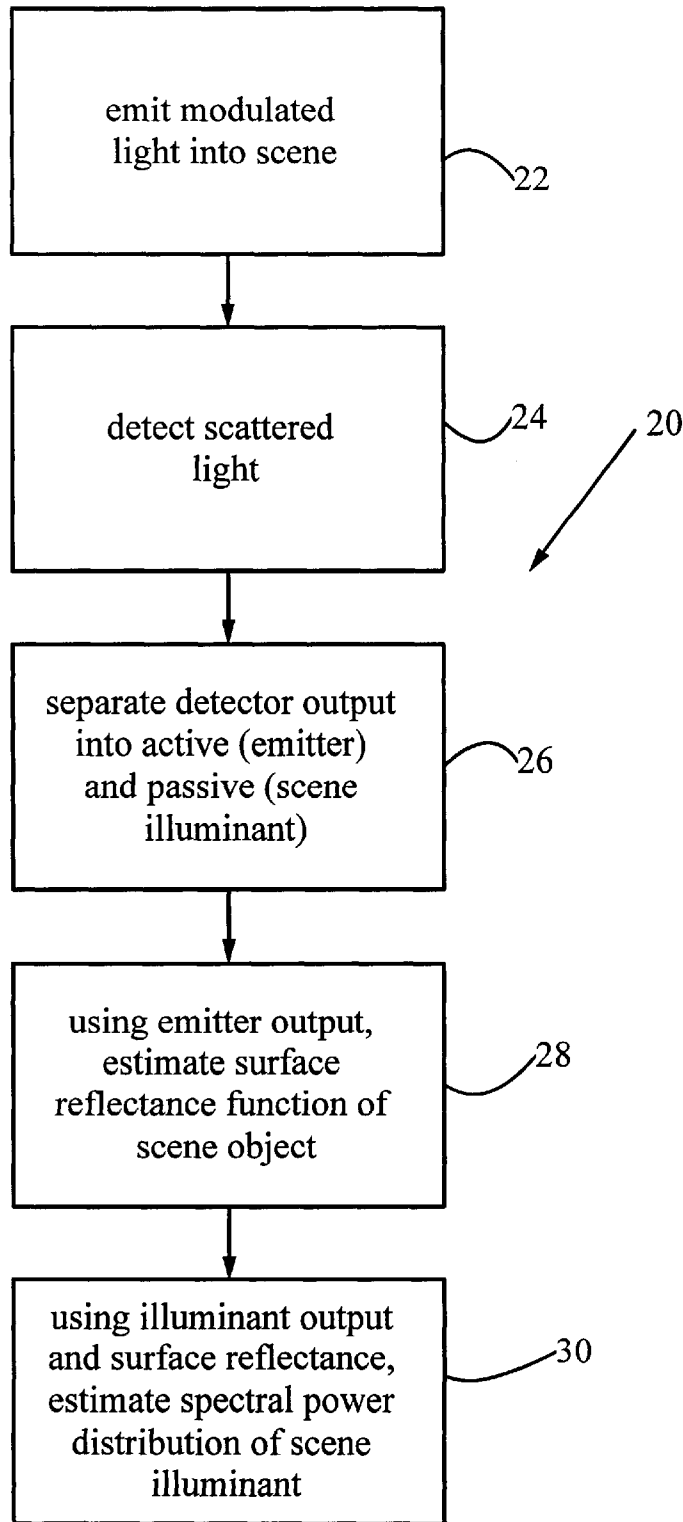 emit modulated
light into scene
22
detect scattered
light
24
20
separate detector output
into active (emitter)
and passive (scene
illuminant)
26
using emitter output,
estimate surface
reflectance function of
scene object
28
using illuminant output
and surface reflectance,
estimate spectral power
distribution of scene
illuminant
30